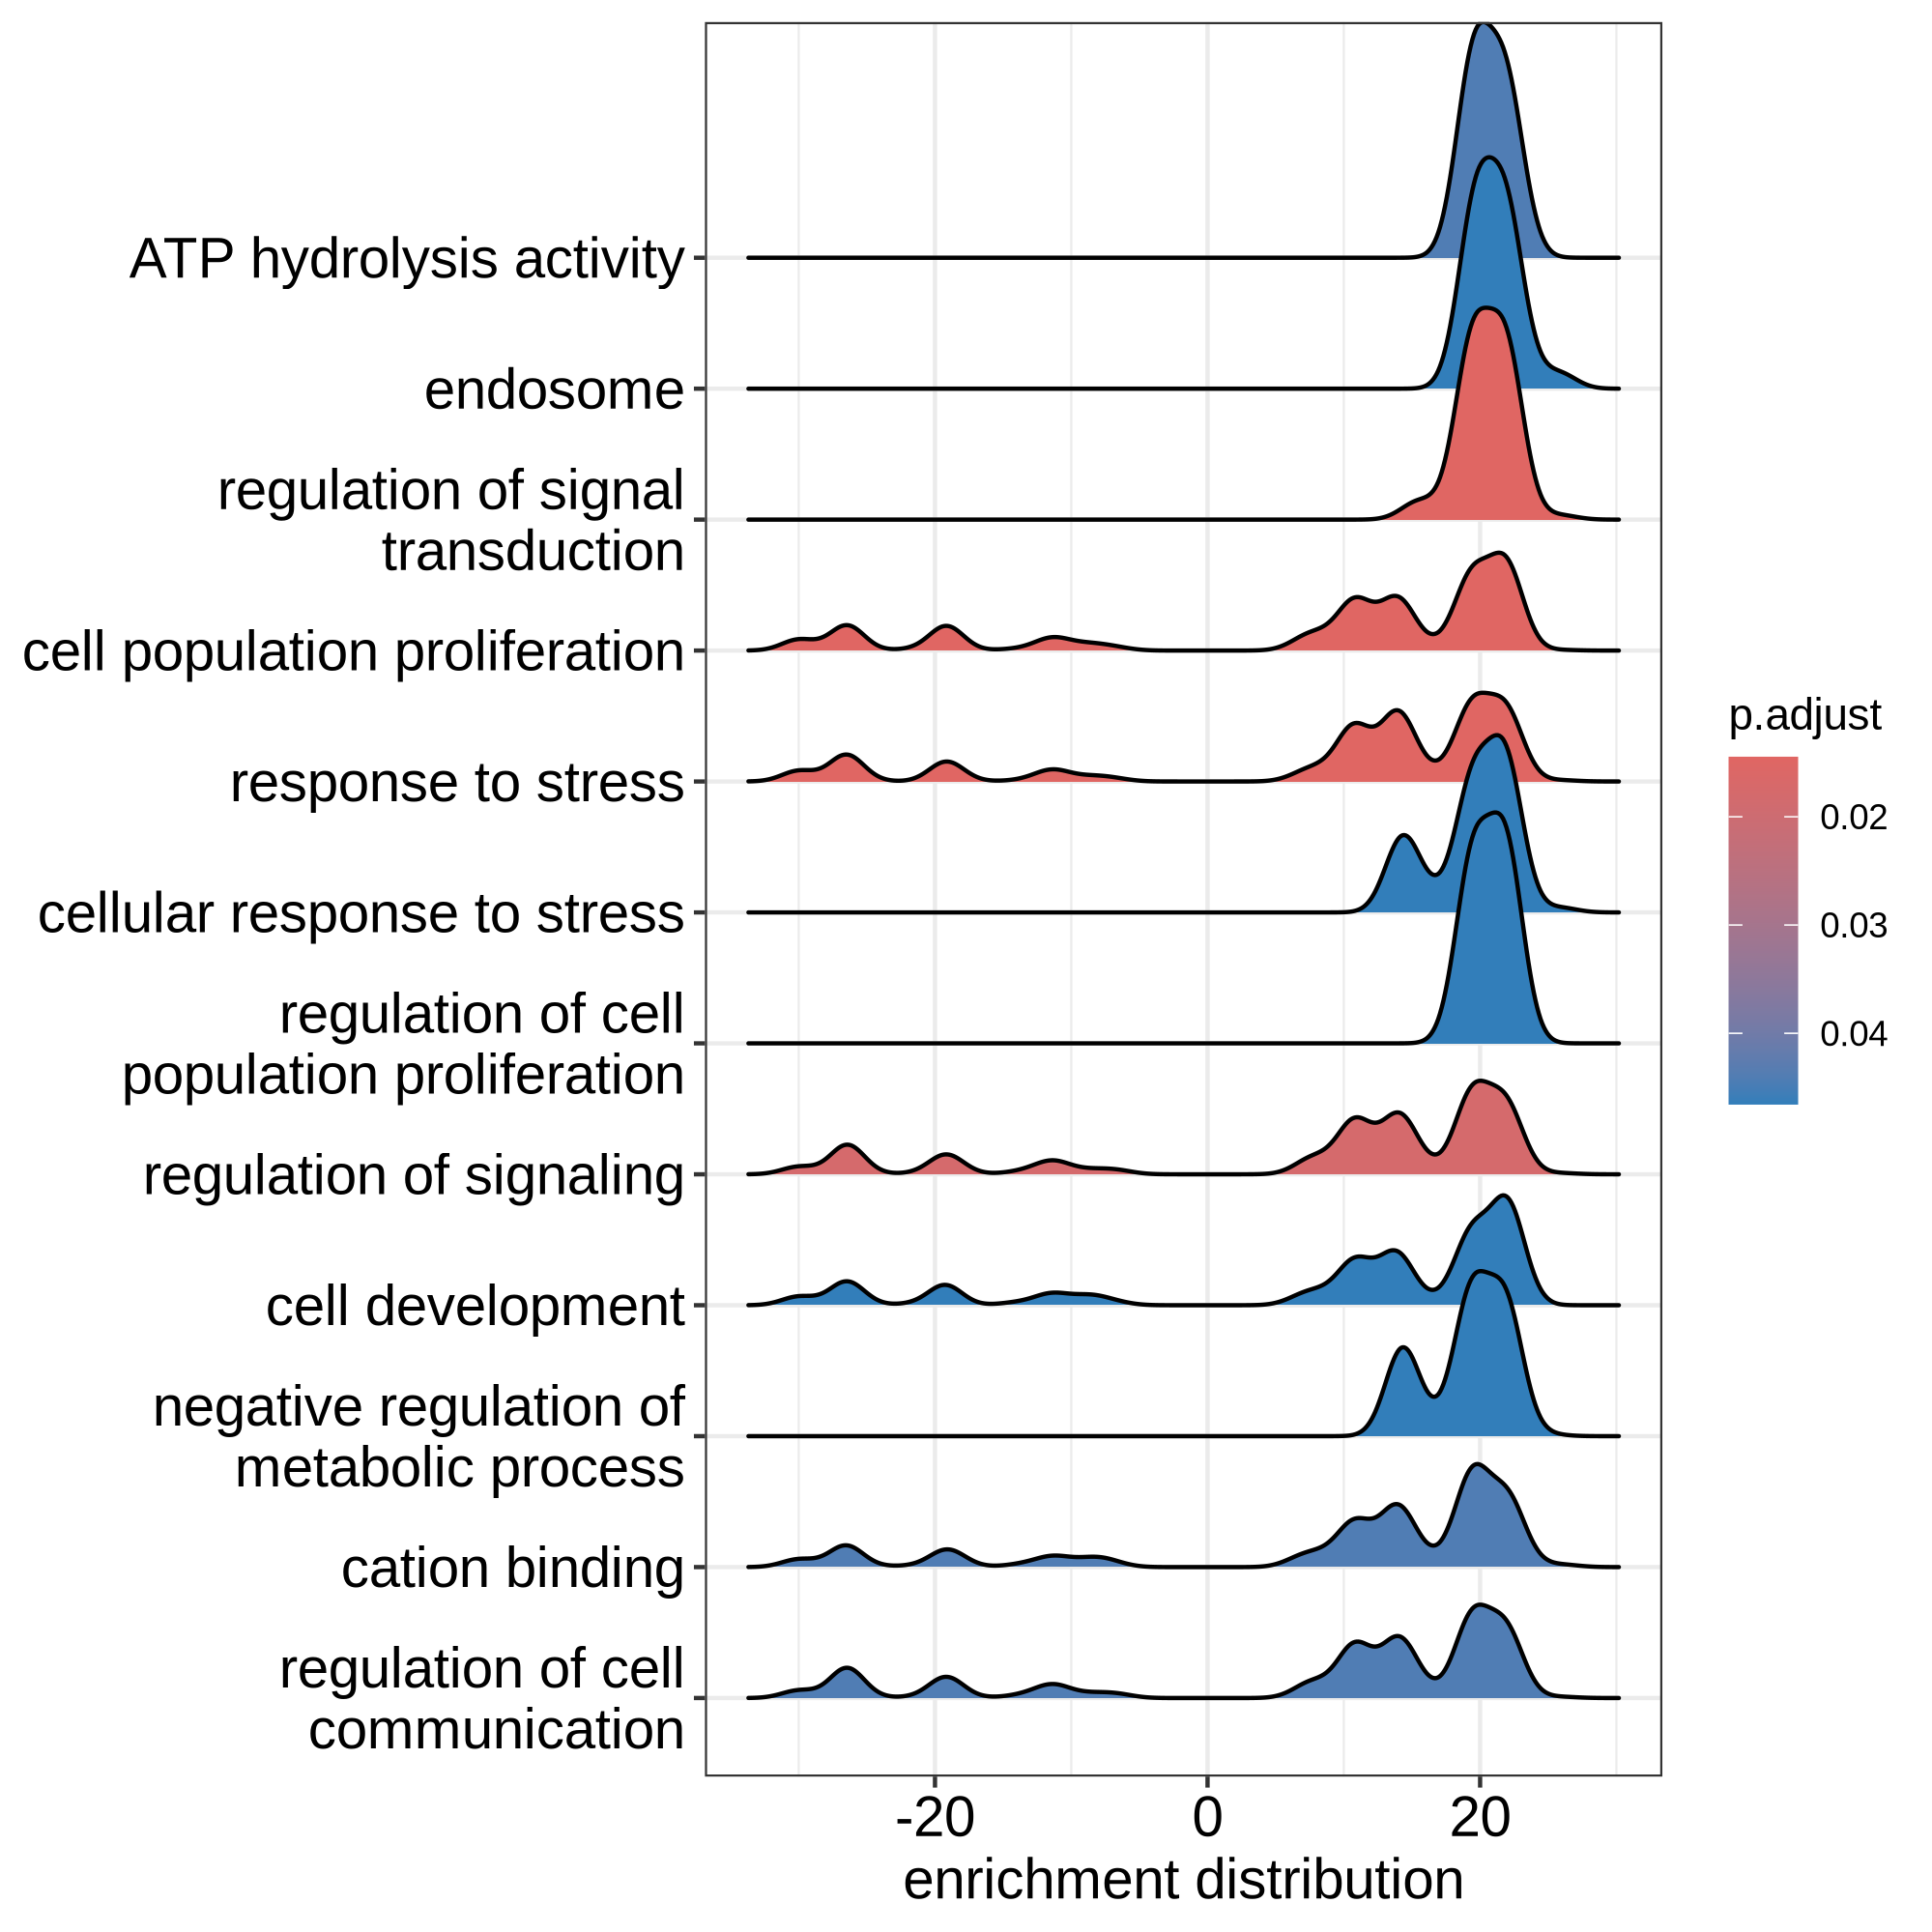 ATP hydrolysis activity
endosome
regulation of signal
transduction
cell population proliferation
response to stress
cellular response to stress
regulation of cell
population proliferation
regulation of signaling
cell development
negative regulation of
metabolic process
cation binding
regulation of cell
communication
-20 0 20
enrichment distribution
p.adjust
0.02
0.03
0.04